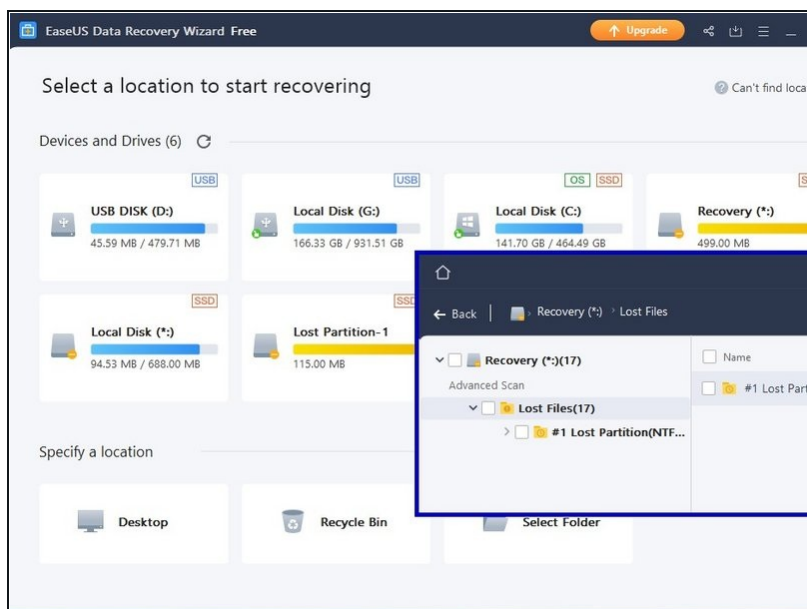 EaseUS Data Recovery Wizard Free
Upgrade
Select a location to start recovering
Can't find loca
Devices and Drives (6)
USB
USB DISK (D:)
45.59 MB / 479.71 MB
USB
Local Disk (G:)
166.33 GB / 931.51 GB
OS SSD
Local Disk (C:)
141.70 GB / 464.49 GB
Recovery (*:)
499.00 MB
SSD
Local Disk (*:)
94.53 MB / 688.00 MB
Lost Partition-1
115.00 MB
Back
Recovery (*:) Lost Files
Recovery (*:)(17)
Advanced Scan
Lost Files(17)
#1 Lost Partition(NTF...
Name
#1 Lost Part
Specify a location
Desktop
Recycle Bin
Select Folder